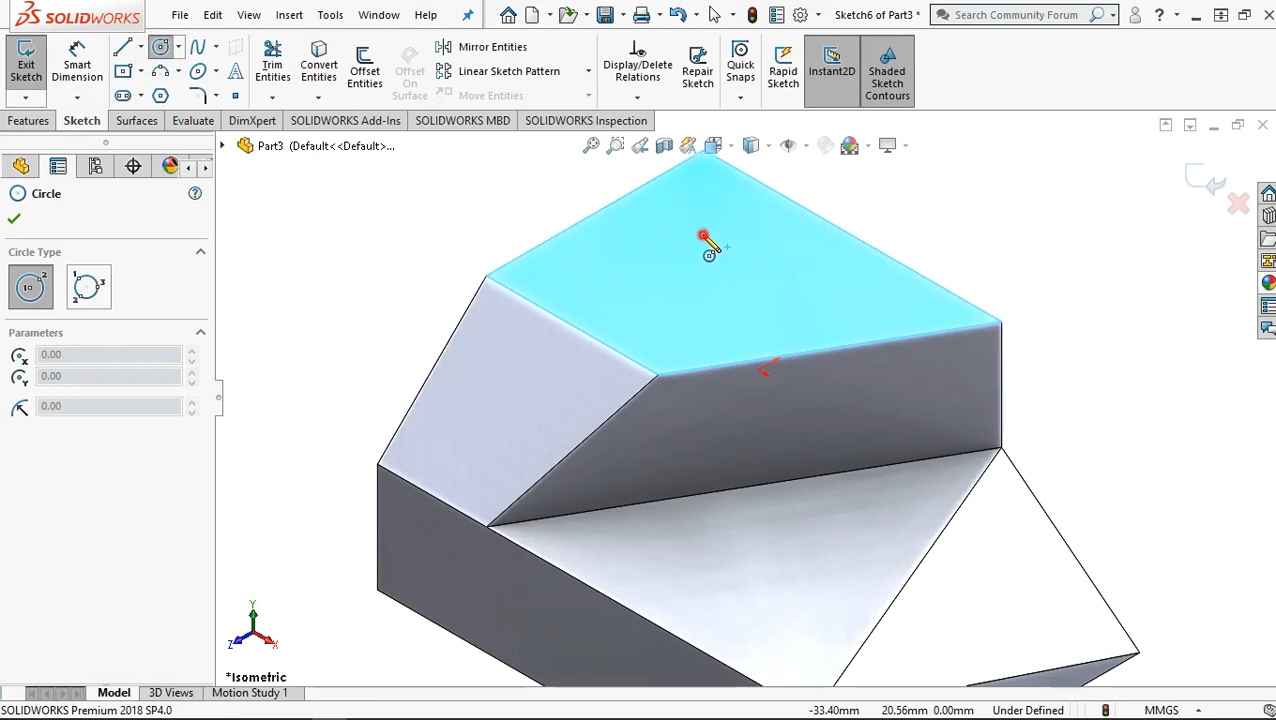 SOLIDWORKS File Edit View Insert Tools Window Help Sketch6 of Part3 * Search Community Forum
Exit Sketch
Smart Dimension
Trim Entities
Convert Entities
Offset Entities
Offset On Surface
Mirror Entities
Linear Sketch Pattern
Move Entities
Display/Delete Relations
Repair Sketch
Quick Snaps
Rapid Sketch
Instant2D
Shaded Sketch Contours
Features Sketch Surfaces Evaluate DimXpert SOLIDWORKS Add-Ins SOLIDWORKS MBD SOLIDWORKS Inspection
Part3 (Default<<Default>...
Circle ?
Circle Type
Parameters
0.00
0.00
0.00
Y
Z X
*Isometric
Model 3D Views Motion Study 1
SOLIDWORKS Premium 2018 SP4.0 -33.40mm 20.56mm 0.00mm Under Defined MMGS